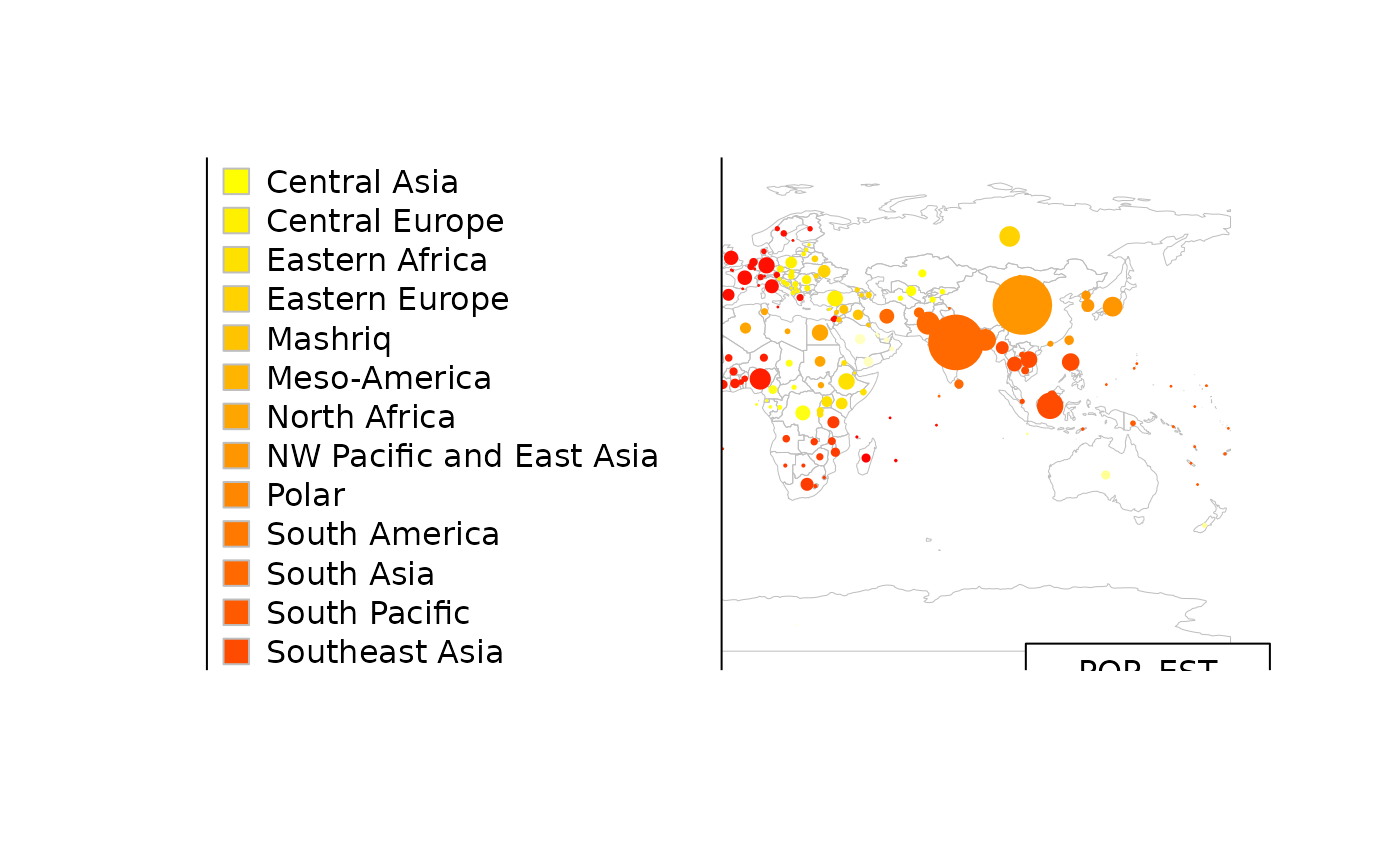 Central Asia
Central Europe
Eastern Africa
Eastern Europe
Mashriq
Meso-America
North Africa
NW Pacific and East Asia
Polar
South America
South Asia
South Pacific
Southeast Asia
POP_EST